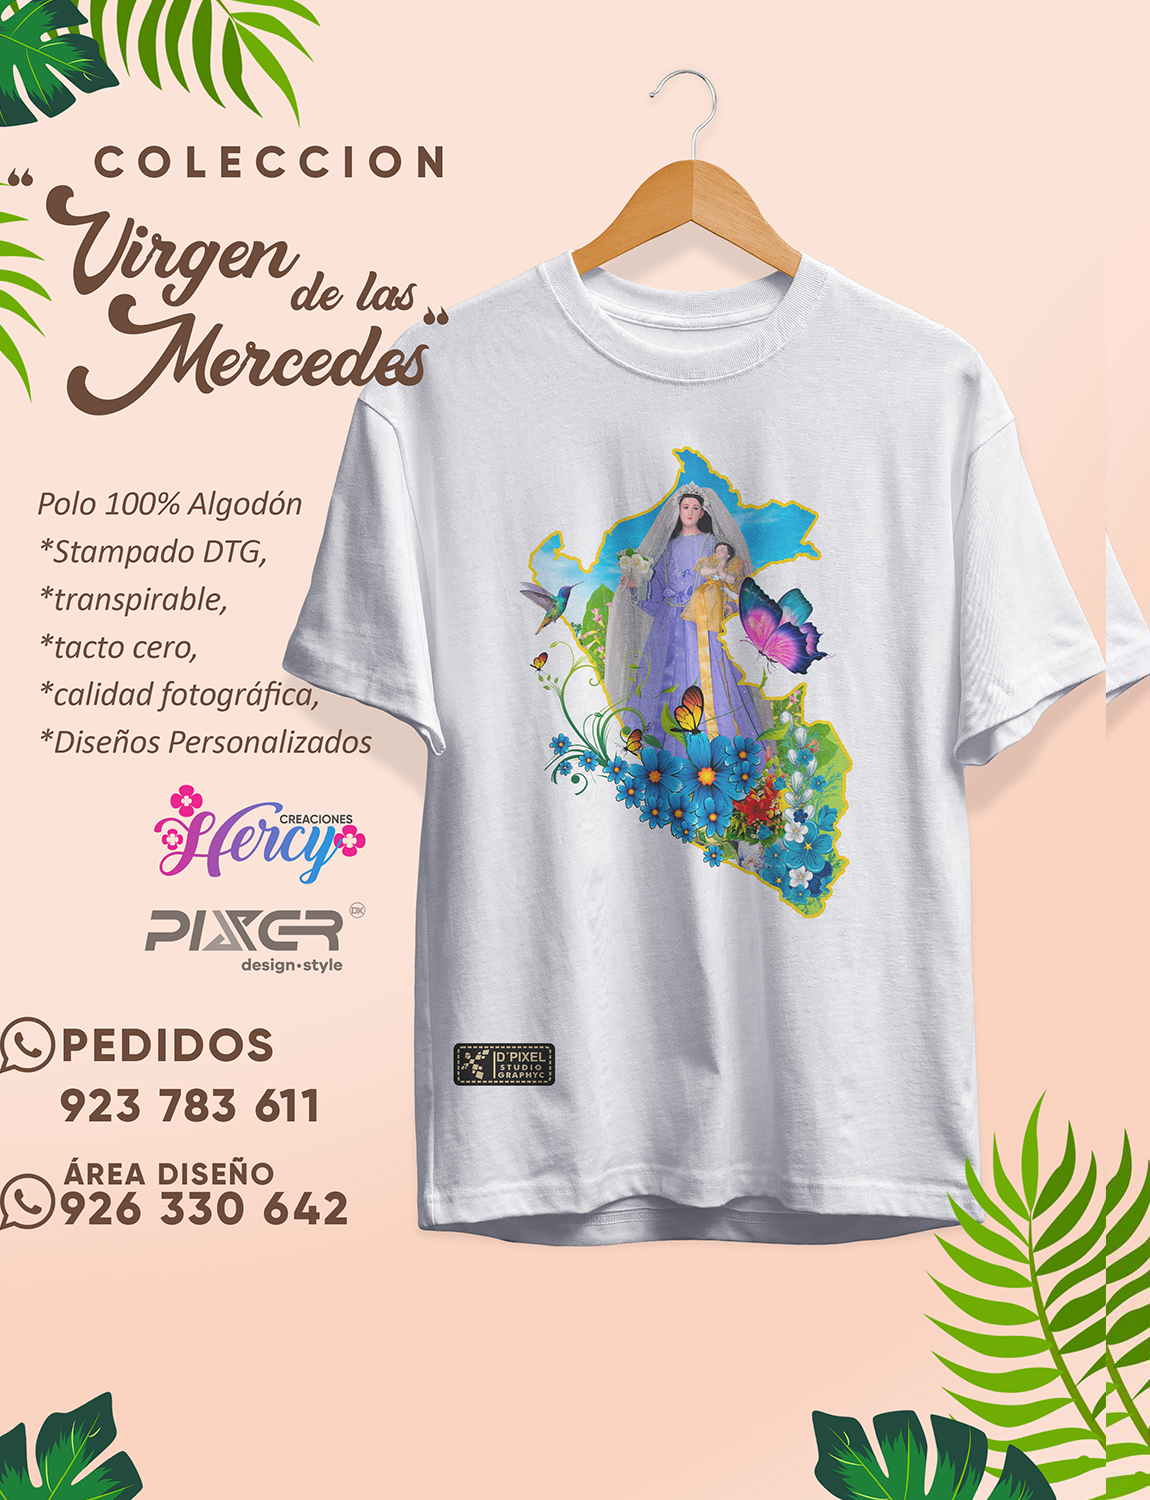 COLECCION
“Virgen
de las
Mercedes”
Polo 100% Algodón
*Stampado DTG,
*transpirable,
*tacto cero,
*calidad fotográfica,
*Diseños Personalizados
CREACIONES
Hercy
PIXER DX
design•style
PEDIDOS
923 783 611
ÁREA DISEÑO
926 330 642
D´PIXEL
STUDIO
GRAPHYC